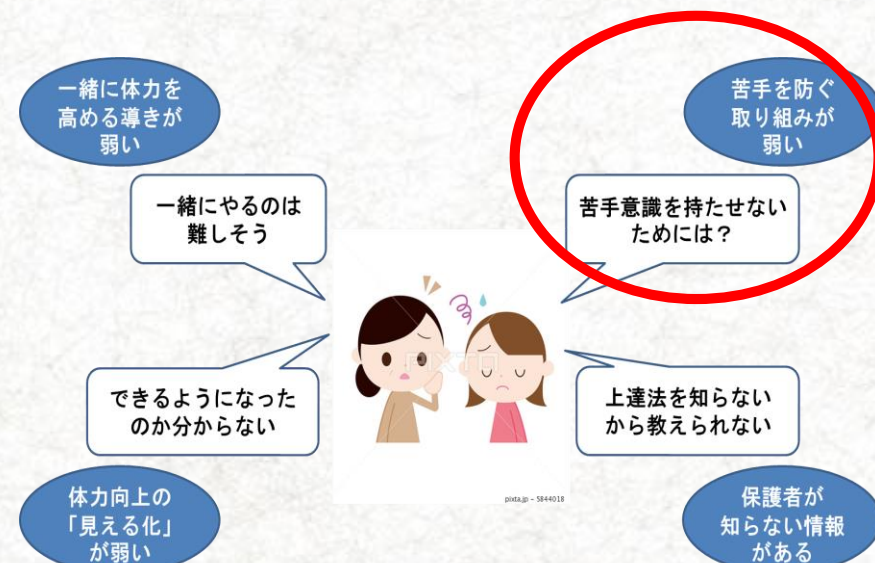 一緒に体力を
高める導きが
弱い
苦手を防ぐ
取り組みが
弱い
一緒にやるのは
難しそう
苦手意識を持たせない
ためには？
できるようになった
のか分からない
上達法を知らない
から教えられない
体力向上の
「見える化」
が弱い
保護者が
知らない情報
がある
PIXTA
pixta.jp - 5844018